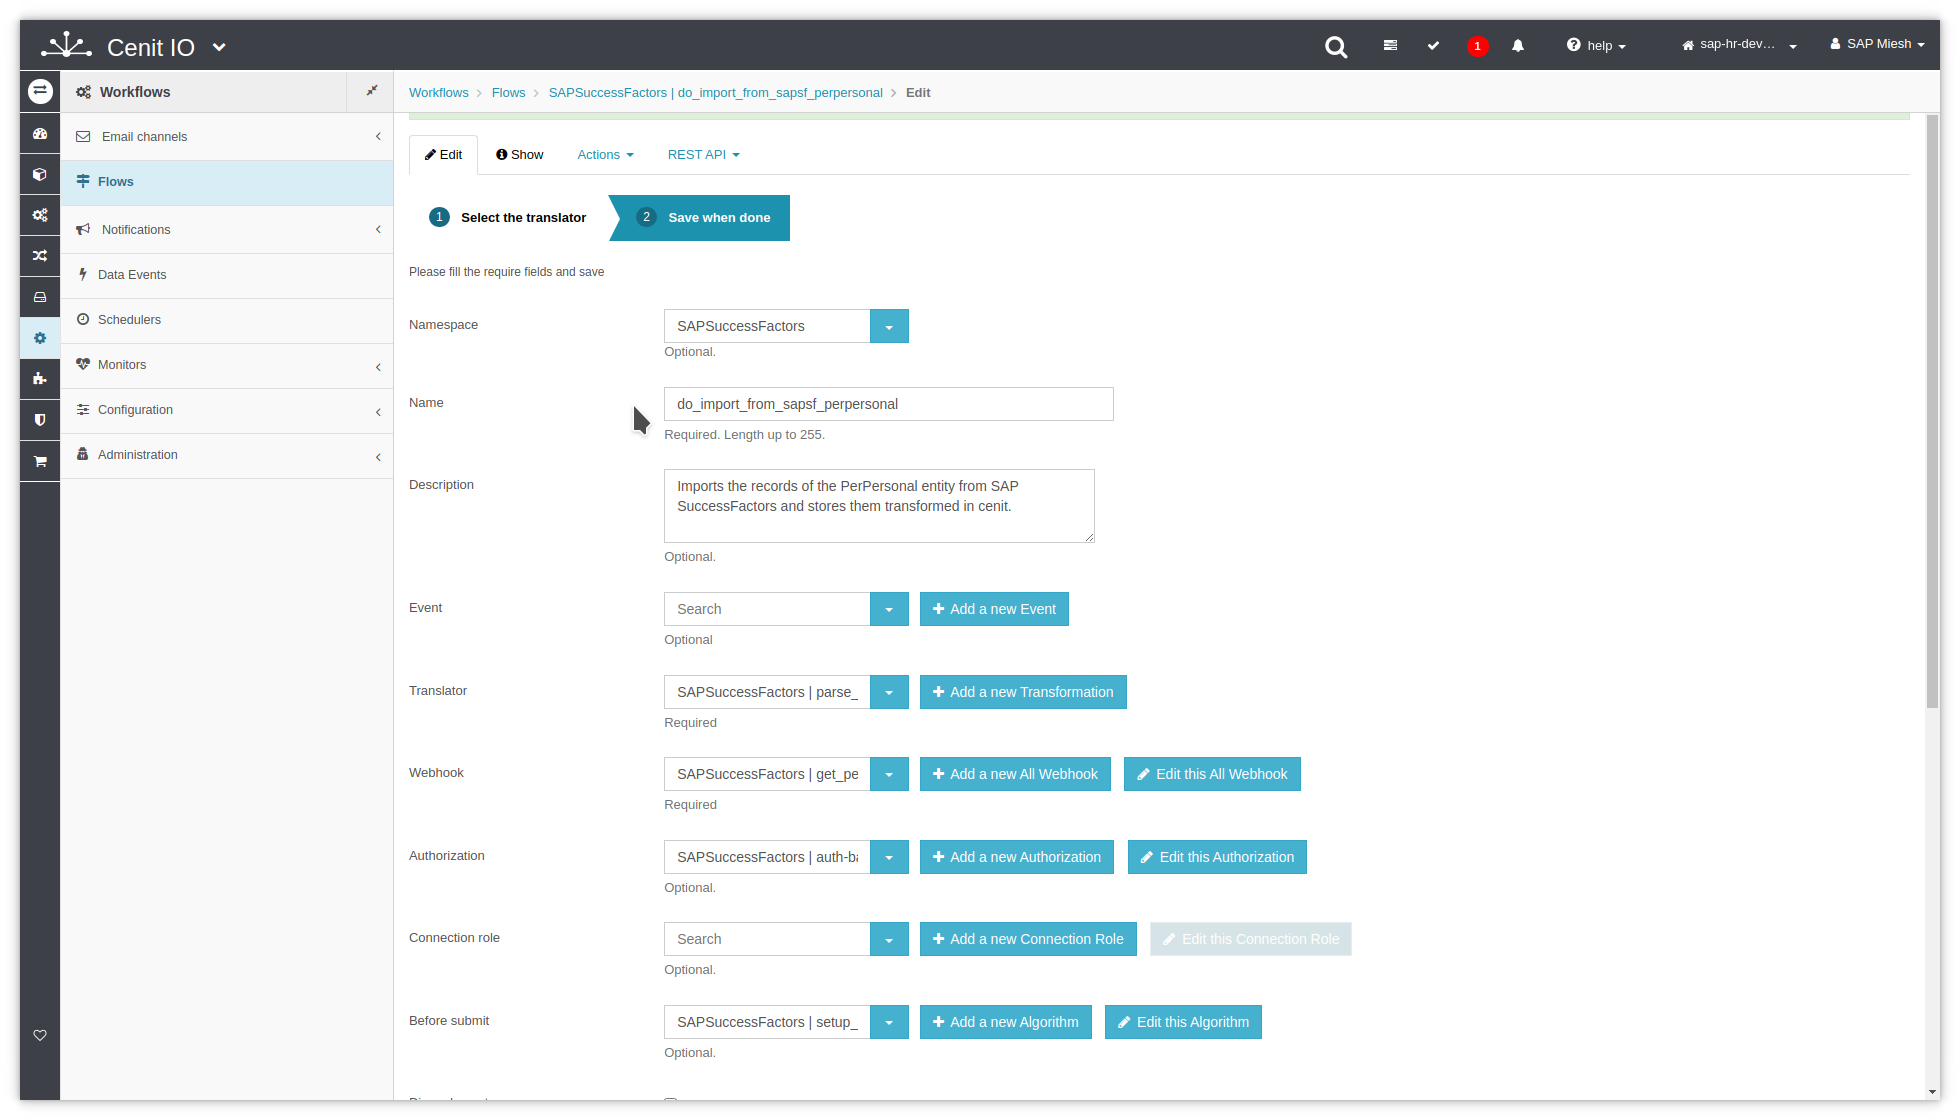 Cenit IO
1
help
sap-hr-dev...
SAP Miesh
Workflows
Workflows
Flows
SAPSuccessFactors | do_import_from_sapsf_perpersonal
Edit
Email channels
Flows
Notifications
Data Events
Schedulers
Monitors
Configuration
Administration
Edit
Show
Actions
REST API
1 Select the translator
2 Save when done
Please fill the require fields and save
Namespace
SAPSuccessFactors
Optional.
Name
do_import_from_sapsf_perpersonal
Required. Length up to 255.
Description
Imports the records of the PerPersonal entity from SAP
SuccessFactors and stores them transformed in cenit.
Optional.
Event
Search
Add a new Event
Optional
Translator
SAPSuccessFactors | parse_
Add a new Transformation
Required
Webhook
SAPSuccessFactors | get_pe
Add a new All Webhook
Edit this All Webhook
Required
Authorization
SAPSuccessFactors | auth-ba
Add a new Authorization
Edit this Authorization
Optional.
Connection role
Search
Add a new Connection Role
Edit this Connection Role
Optional.
Before submit
SAPSuccessFactors | setup_
Add a new Algorithm
Edit this Algorithm
Optional.